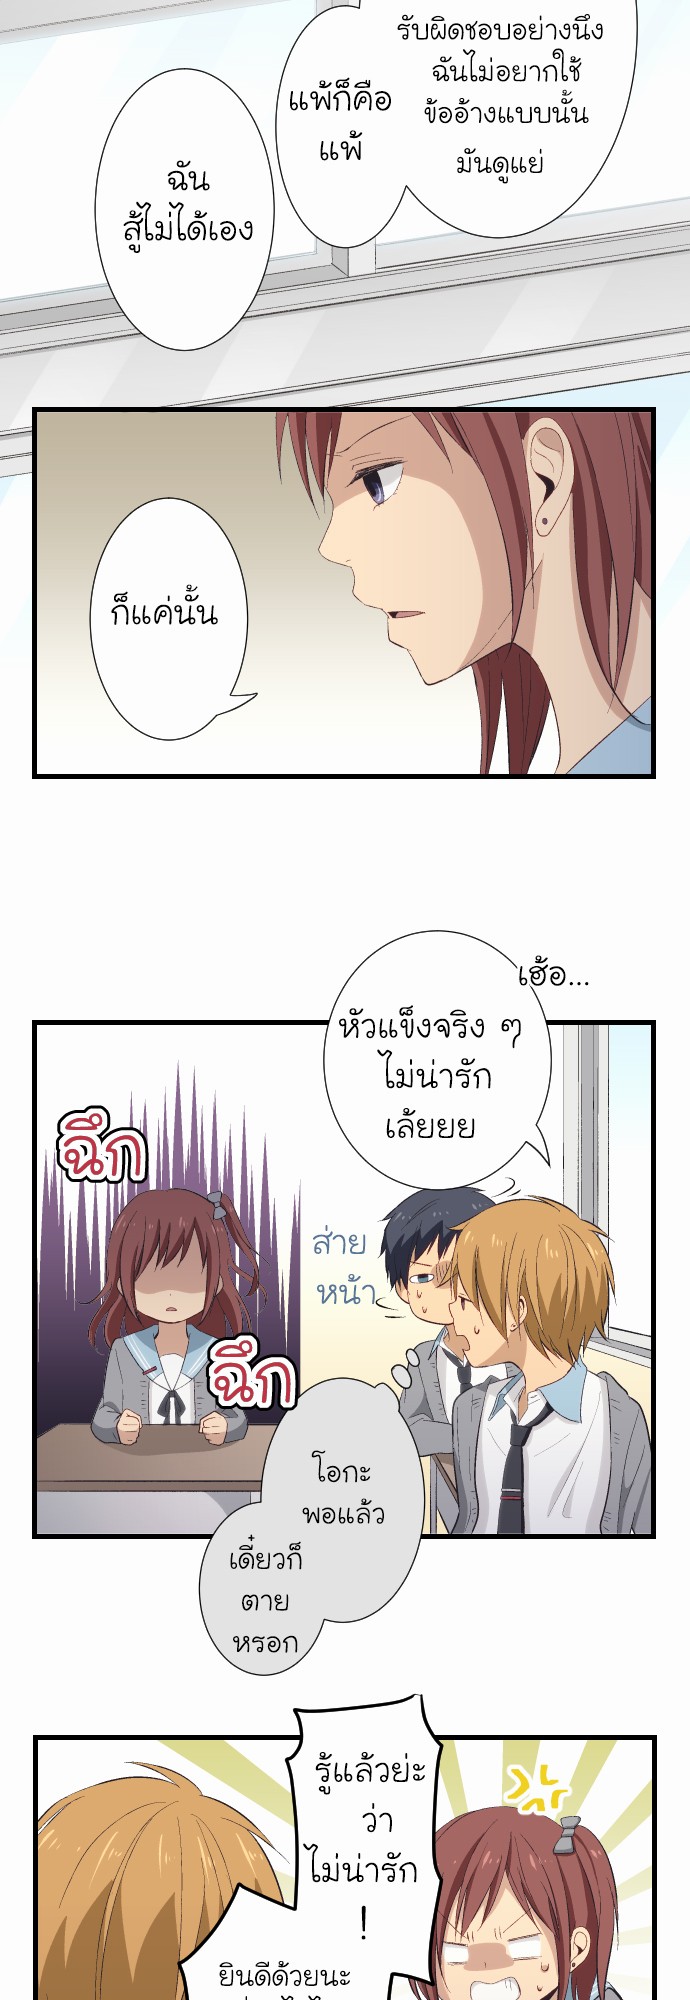 รับผิดชอบอย่างนึง
ฉันไม่อยากใช้
ข้ออ้างแบบนั้น
มันดูแย่
แพ้ก็คือ
แพ้
ฉัน
สู้ไม่ได้เอง
ก็แค่นั้น
เฮ้อ...
หัวแข็งจริง ๆ
ไม่น่ารัก
เล้ยยย
ฉึก
ส่าย
หน้า
ฉึก
โอกะ
พอแล้ว
เดี๋ยวก็
ตาย
หรอก
รู้แล้วย่ะ
ว่า
ไม่น่ารัก
!
ยินดีด้วยนะ